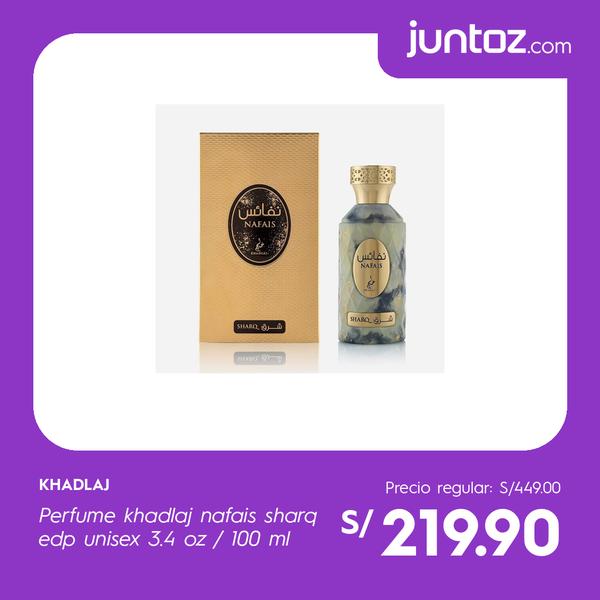 juntoz.com
نفائس
NAFAIS
KHADLAJ
SHARQ شرق
نفائس
NAFAIS
SHARQ شرق
KHADLAJ
Precio regular: S/449.00
Perfume khadlaj nafais sharq
edp unisex 3.4 oz / 100 ml
S/ 219.90